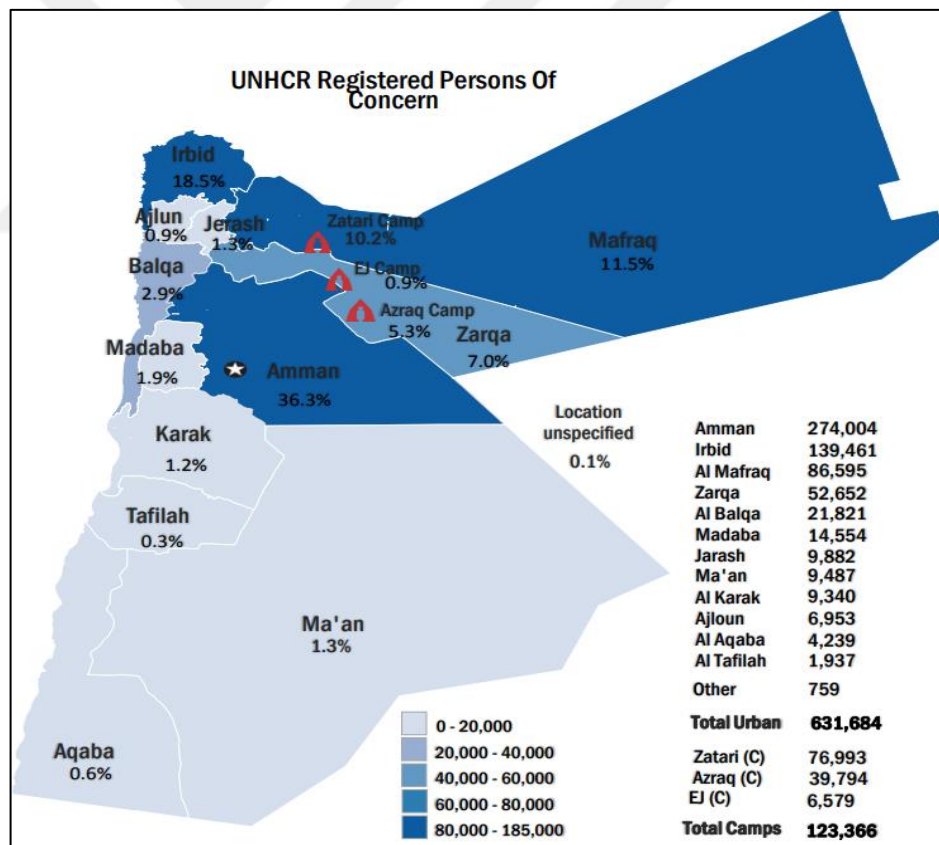 UNHCR Registered Persons Of
Concern
Irbid
18.5%
Ajlun
0.9%
Jerash
1.3%
Zatari Camp
10.2%
Mafraq
11.5%
Balqa
2.9%
EJ Camp
0.9%
Azraq Camp
5.3%
Zarqa
7.0%
Madaba
1.9%
Amman
36.3%
Location
unspecified
0.1%
Karak
1.2%
Tafilah
0.3%
Ma'an
1.3%
Aqaba
0.6%
0 - 20,000
20,000 - 40,000
40,000 - 60,000
60,000 - 80,000
80,000 - 185,000
Amman 274,004
Irbid 139,461
Al Mafraq 86,595
Zarqa 52,652
Al Balqa 21,821
Madaba 14,554
Jarash 9,882
Ma'an 9,487
Al Karak 9,340
Ajloun 6,953
Al Aqaba 4,239
Al Tafilah 1,937
Other 759
Total Urban 631,684
Zatari (C) 76,993
Azraq (C) 39,794
EJ (C) 6,579
Total Camps 123,366